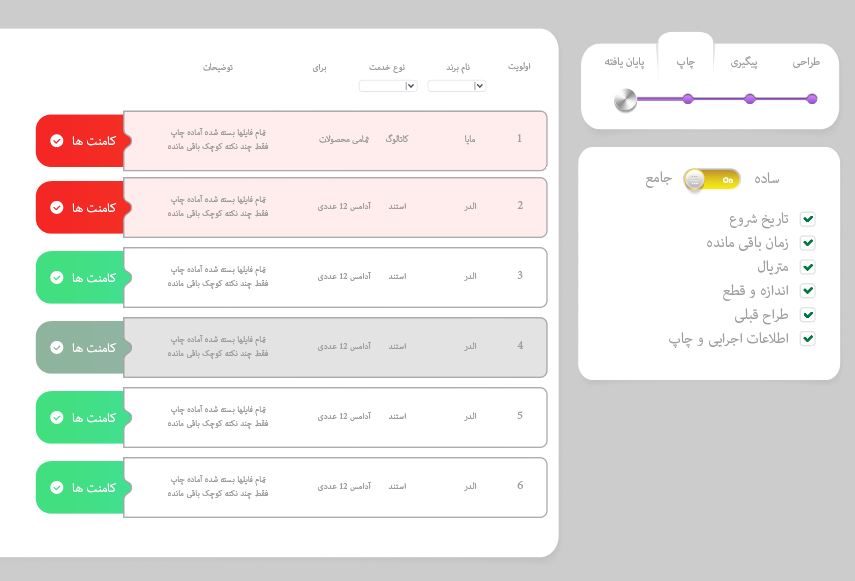 طراحی
پیگیری
چاپ
پایان یافته
ساده
On
جامع
تاریخ شروع
زمان باقی مانده
متریال
اندازه و قطع
طراح قبلی
اطلاعات اجرایی و چاپ
اولویت نام برند نوع خدمت برای توضیحات
1 مایا کاتالوگ تمامی محصولات
تمام فایلها بسته شده آماده چاپ
فقط چند نکته کوچک باقی مانده
کامنت ها
2 الدر استند آدامس 12 عددی
تمام فایلها بسته شده آماده چاپ
فقط چند نکته کوچک باقی مانده
کامنت ها
3 الدر استند آدامس 12 عددی
تمام فایلها بسته شده آماده چاپ
فقط چند نکته کوچک باقی مانده
کامنت ها
4 الدر استند آدامس 12 عددی
تمام فایلها بسته شده آماده چاپ
فقط چند نکته کوچک باقی مانده
کامنت ها
5 الدر استند آدامس 12 عددی
تمام فایلها بسته شده آماده چاپ
فقط چند نکته کوچک باقی مانده
کامنت ها
6 الدر استند آدامس 12 عددی
تمام فایلها بسته شده آماده چاپ
فقط چند نکته کوچک باقی مانده
کامنت ها